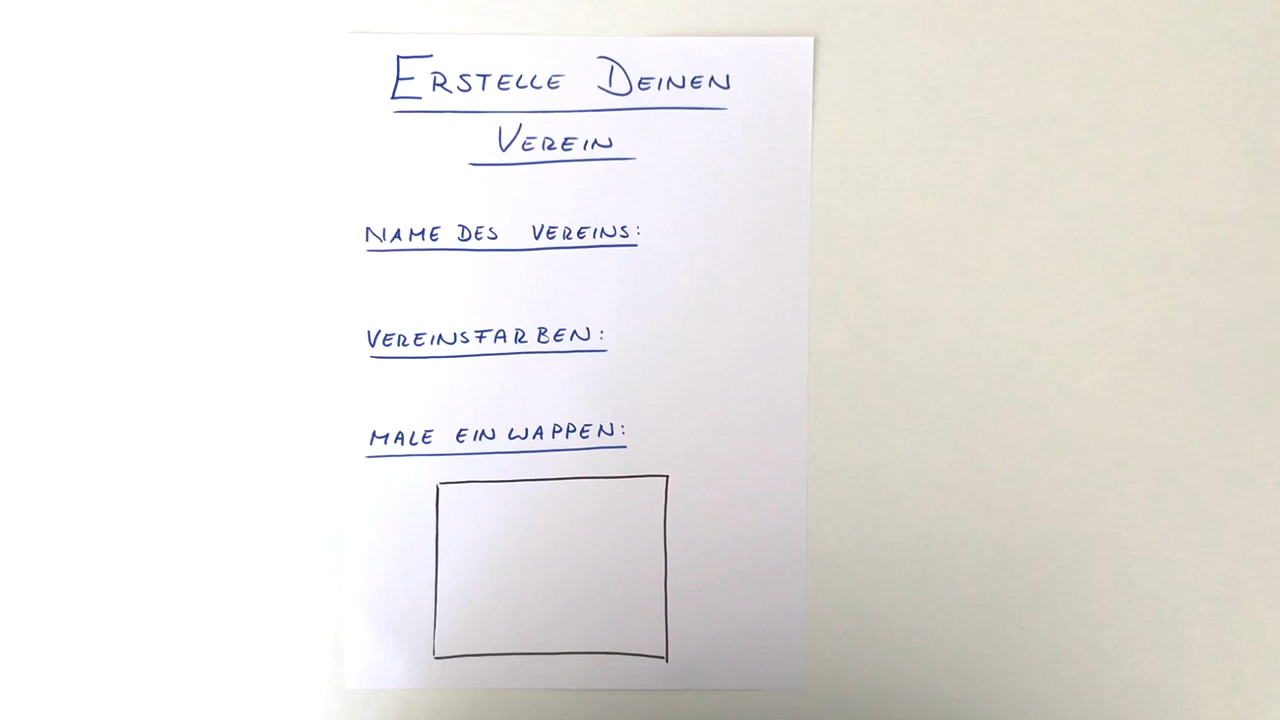 ERSTELLE DEINEN
VEREIN
NAME DES VEREINS:
VEREINSFARBEN:
MALE EIN WAPPEN: